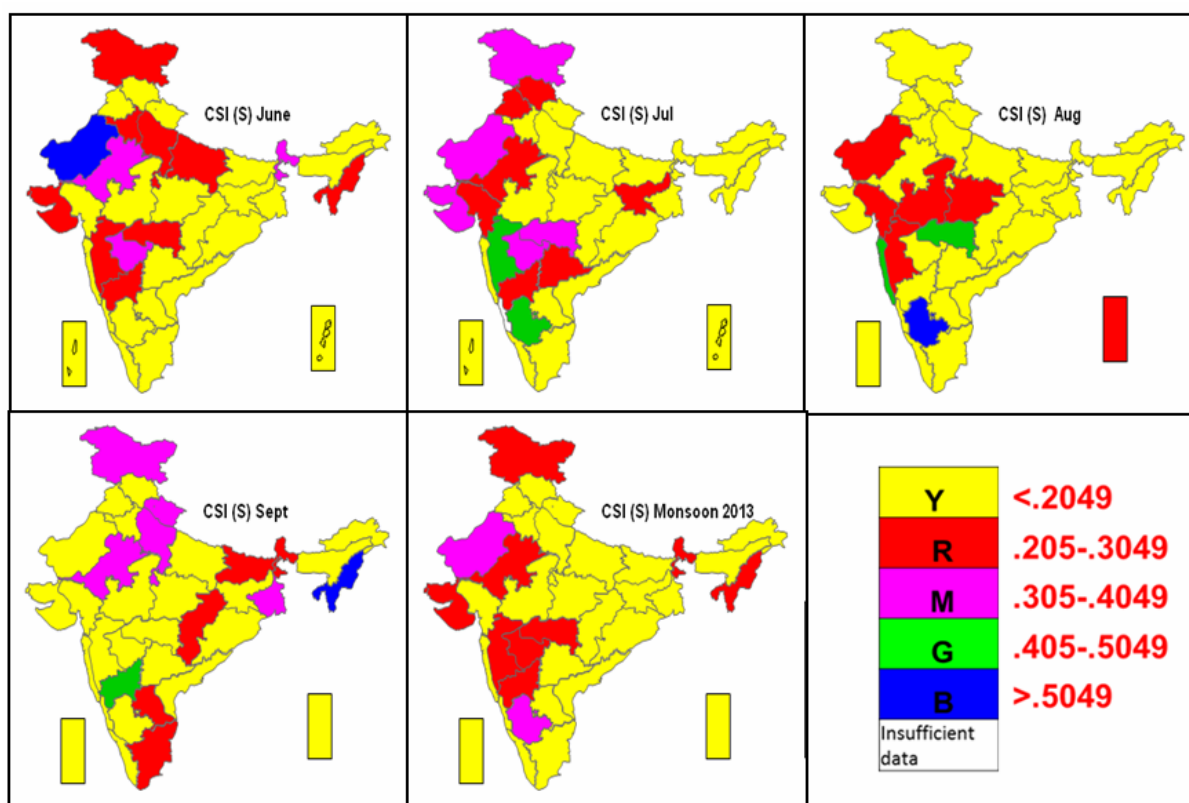 CSI (S) June
CSI (S) Jul
CSI (S) Aug
CSI (S) Sept
CSI (S) Monsoon 2013
Y <.2049
R .205-.3049
M .305-.4049
G .405-.5049
B >.5049
Insufficient
data